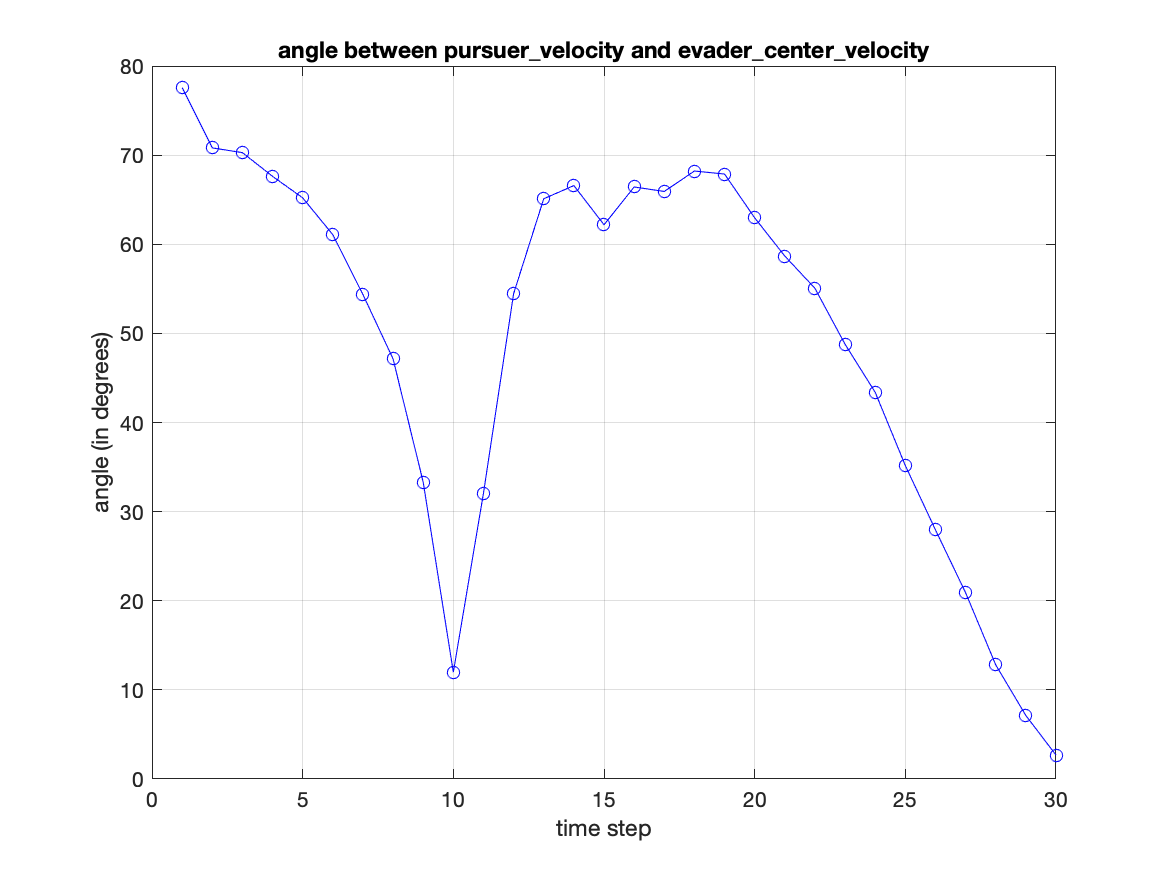 angle between pursuer_velocity and evader_center_velocity
80
70
60
50
40
30
20
10
0
angle (in degrees)
0 5 10 15 20 25 30
time step